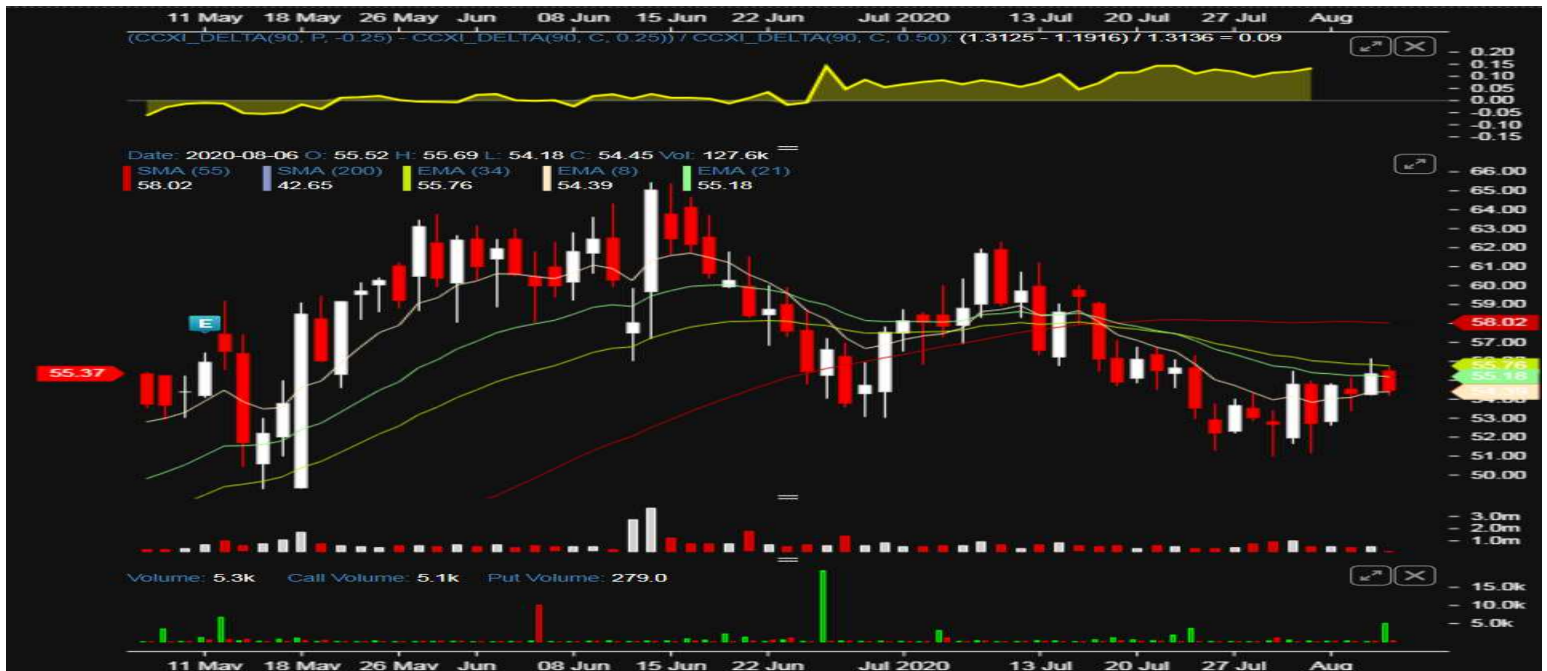 11 May 18 May 26 May Jun 08 Jun 15 Jun 22 Jun Jul 2020 13 Jul 20 Jul 27 Jul Aug
(CCXI_DELTA(90, P, -0.25) - CCXI_DELTA(90, C, 0.25)) / CCXI_DELTA(90, C, 0.50): (1.3125 - 1.1916) / 1.3136 = 0.09
0.20
0.15
0.10
0.05
0.00
-0.05
-0.10
-0.15
Date: 2020-08-06 O: 55.52 H: 55.69 L: 54.18 C: 54.45 Vol: 127.6k
SMA (55) SMA (200) EMA (34) EMA (8) EMA (21)
58.02 42.65 55.76 54.39 55.18
66.00
65.00
64.00
63.00
62.00
61.00
60.00
59.00
E
58.02
57.00
55.76
55.37
55.18
53.00
52.00
51.00
50.00
3.0m
2.0m
1.0m
Volume: 5.3k Call Volume: 5.1k Put Volume: 279.0
15.0k
10.0k
5.0k
11 May 18 May 26 May Jun 08 Jun 15 Jun 22 Jun Jul 2020 13 Jul 20 Jul 27 Jul Aug